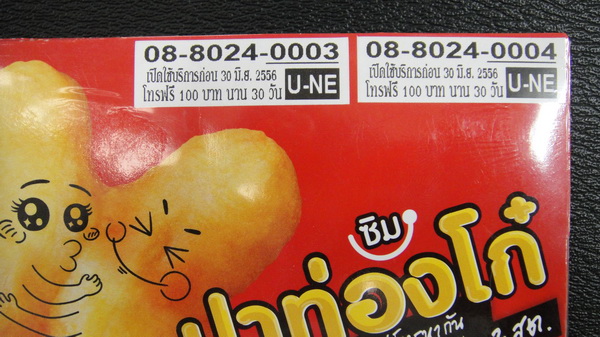 08-8024-0003
เปิดใช้บริการก่อน 30 มิ.ย. 2556
โทรฟรี 100 บาท นาน 30 วัน
U-NE
08-8024-0004
เปิดใช้บริการก่อน 30 มิ.ย. 2556
โทรฟรี 100 บาท นาน 30 วัน
U-NE
ซิม
ปาท่องโก๋